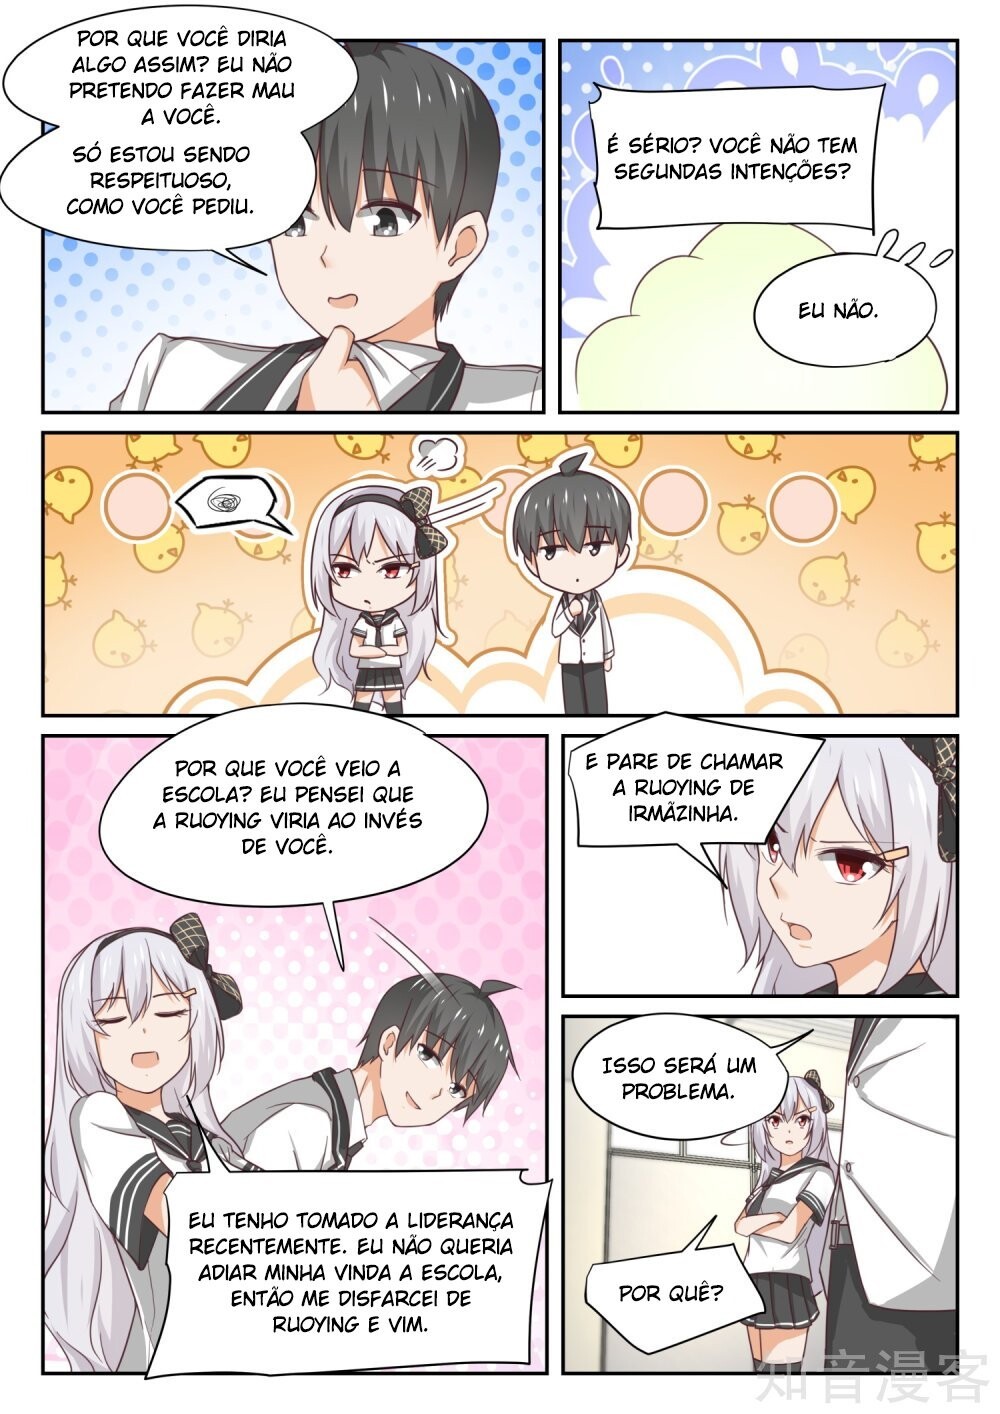 POR QUE VOCÊ DIRIA
ALGO ASSIM? EU NÃO
PRETENDO FAZER MAU
A VOCÊ.
SÓ ESTOU SENDO
RESPEITUOSO,
COMO VOCÊ PEDIU.
É SÉRIO? VOCÊ NÃO TEM
SEGUNDAS INTENÇÕES?
EU NÃO.
POR QUE VOCÊ VEIO A
ESCOLA? EU PENSEI QUE
A RUOYING VIRIA AO INVÉS
DE VOCÊ.
EU TENHO TOMADO A LIDERANÇA
RECENTEMENTE. EU NÃO QUERIA
ADIAR MINHA VINDA A ESCOLA,
ENTÃO ME DISFARCEI DE
RUOYING E VIM.
E PARE DE CHAMAR
A RUOYING DE
IRMÃZINHA.
ISSO SERÁ UM
PROBLEMA.
POR QUÊ?
知音漫客